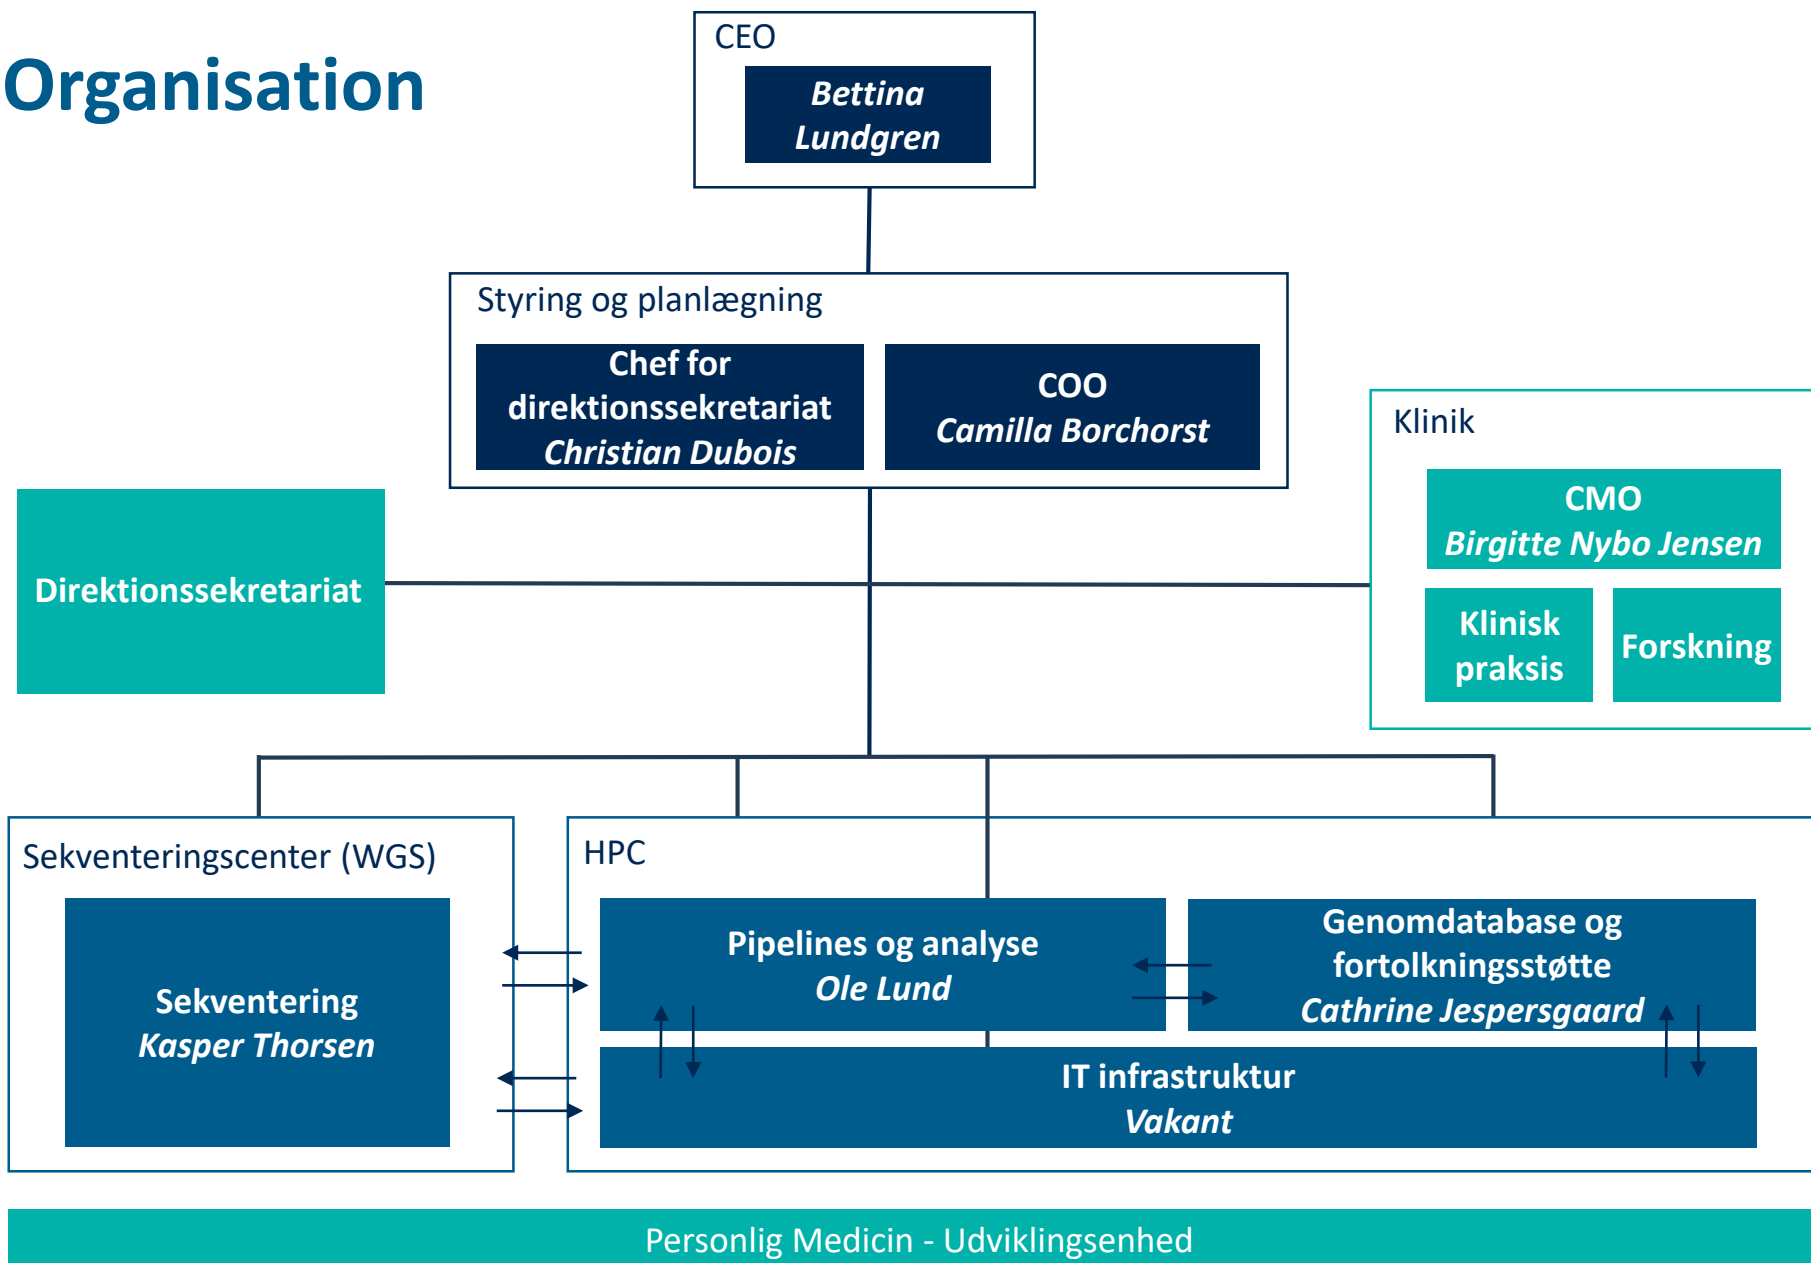 Organisation
CEO
Bettina
Lundgren
Styring og planlægning
Chef for
direktionssekretariat
Christian Dubois
COO
Camilla Borchorst
Klinik
CMO
Birgitte Nybo Jensen
Klinisk
praksis
Forskning
Direktionssekretariat
Sekventeringscenter (WGS)
Sekventering
Kasper Thorsen
HPC
Pipelines og analyse
Ole Lund
Genomdatabase og
fortolkningsstøtte
Cathrine Jespersgaard
IT infrastruktur
Vakant
Personlig Medicin - Udviklingsenhed